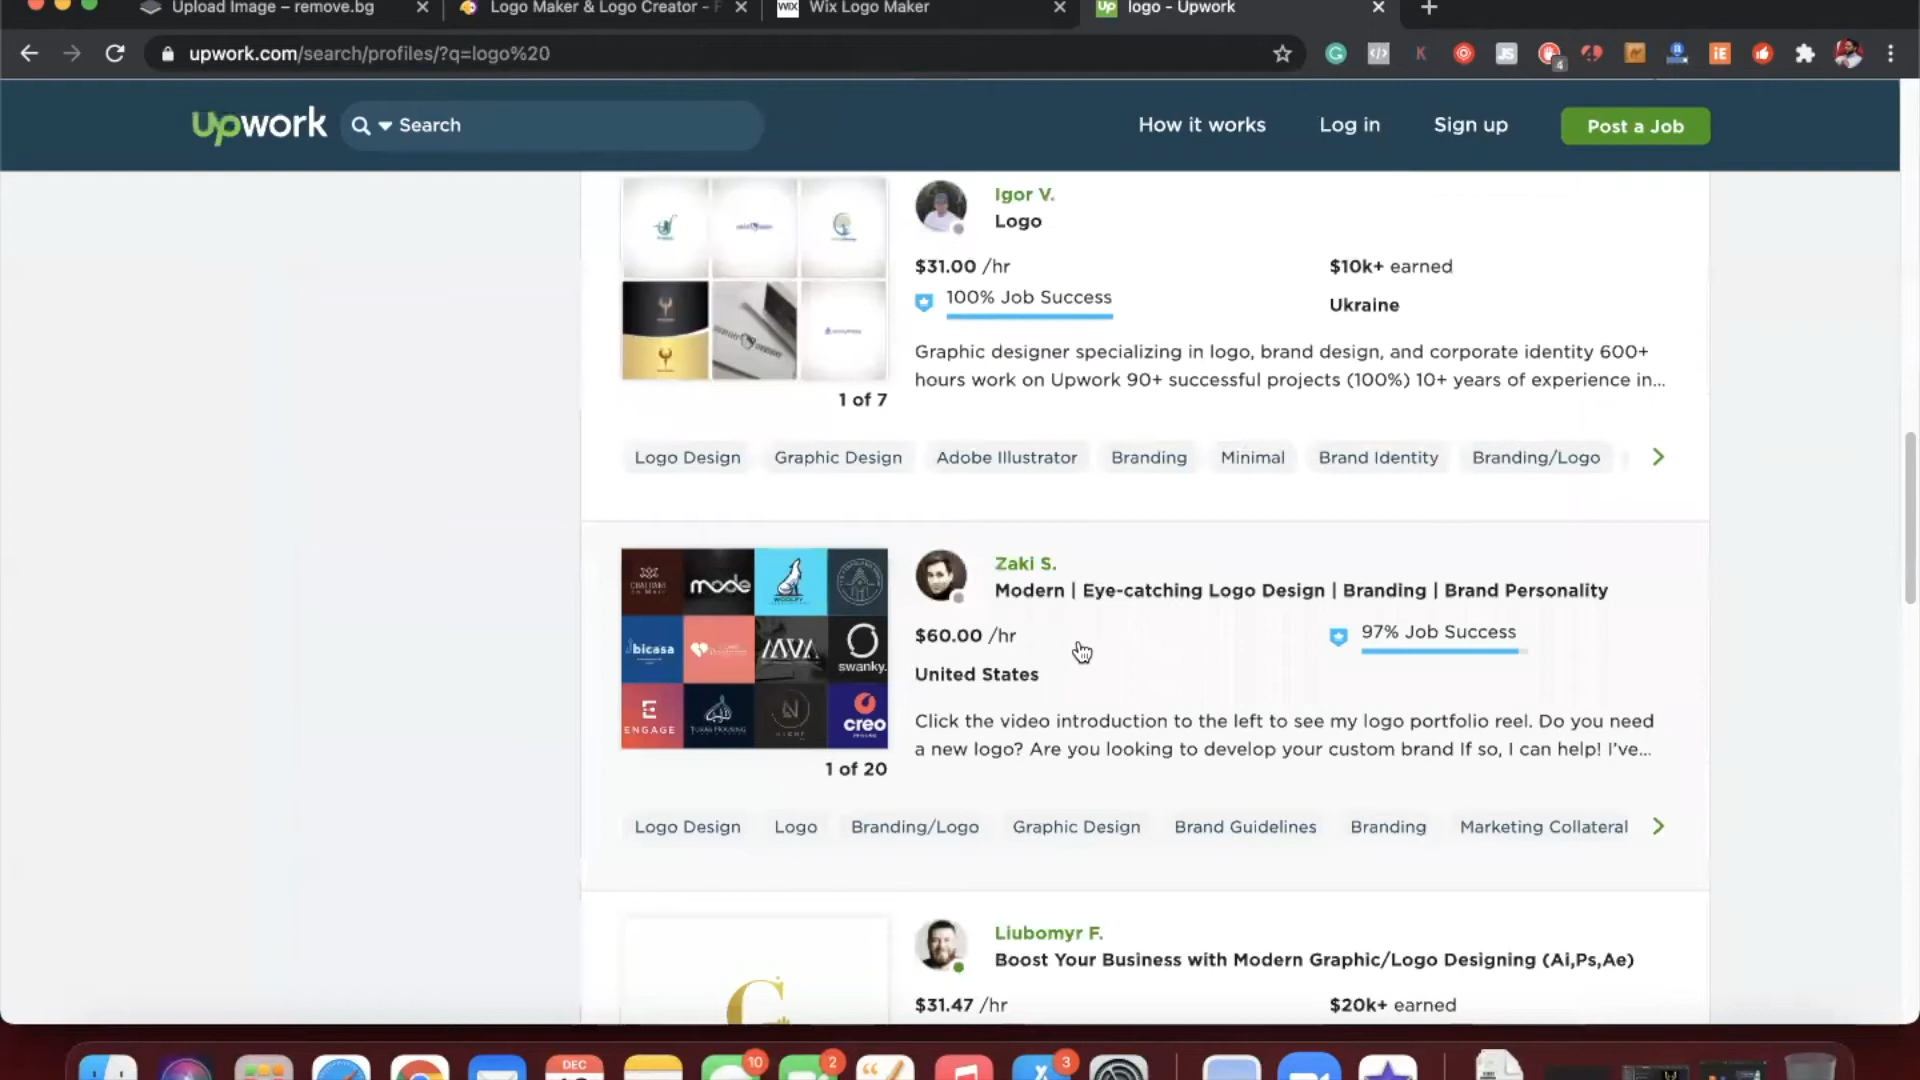 Upload Image – remove.bg
Logo Maker & Logo Creator - F
WIX
Wix Logo Maker
Up
logo - Upwork
upwork.com/search/profiles/?q=logo%20
4
upwork
Search
How it works
Log in
Sign up
Post a Job
Igor V.
Logo
$31.00 /hr
$10k+ earned
100% Job Success
Ukraine
Graphic designer specializing in logo, brand design, and corporate identity 600+
hours work on Upwork 90+ successful projects (100%) 10+ years of experience in...
1 of 7
Logo Design
Graphic Design
Adobe Illustrator
Branding
Minimal
Brand Identity
Branding/Logo
mode
WOOLFY
bicasa
swanky.
ENGAGE
creo
Zaki S.
Modern | Eye-catching Logo Design | Branding | Brand Personality
$60.00 /hr
97% Job Success
United States
Click the video introduction to the left to see my logo portfolio reel. Do you need
a new logo? Are you looking to develop your custom brand If so, I can help! I've...
1 of 20
Logo Design
Logo
Branding/Logo
Graphic Design
Brand Guidelines
Branding
Marketing Collateral
Liubomyr F.
Boost Your Business with Modern Graphic/Logo Designing (Ai,Ps,Ae)
$31.47 /hr
$20k+ earned
DEC
10
2
3